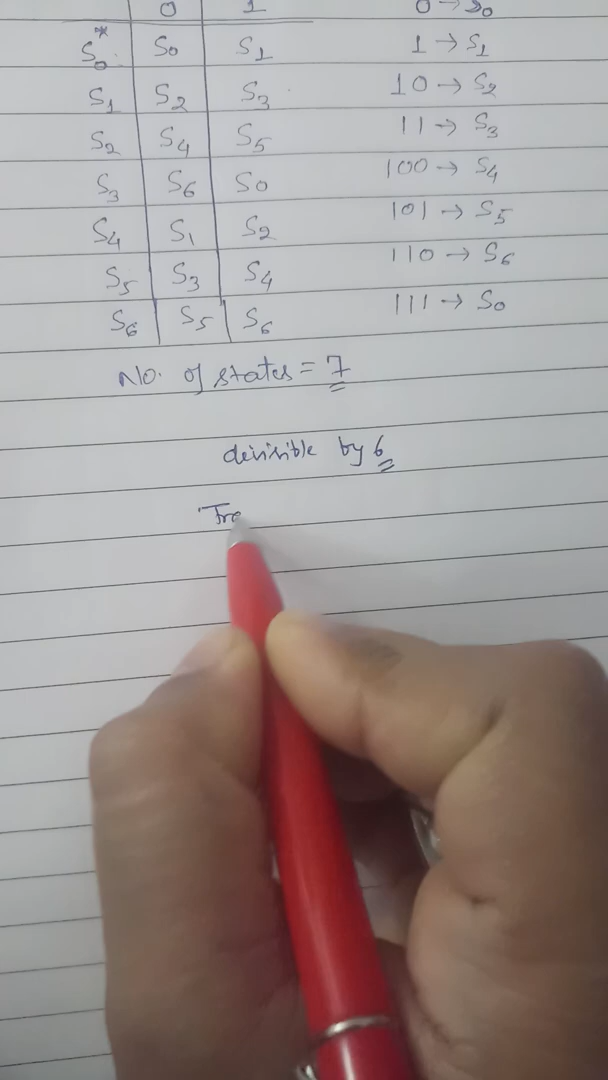 0 1 0 → S0
S0* S0 S1 1 → S1
S1 S2 S3 10 → S2
S2 S4 S5 11 → S3
S3 S6 S0 100 → S4
S4 S1 S2 101 → S5
S5 S3 S4 110 → S6
S6 S5 S6 111 → S0
No. of states = 7
devisible by 6
Tra